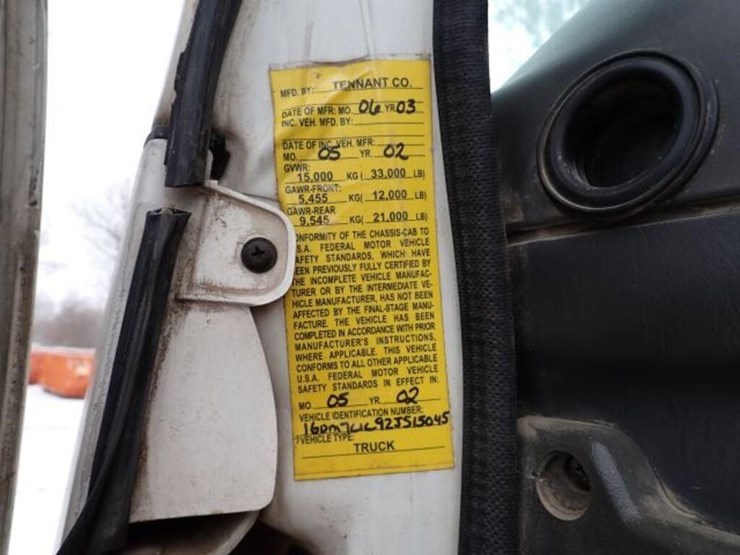 MFD. BY: TENNANT CO.
DATE OF MFR: MO. 06 YR 03
INC. VEH. MFD. BY:
DATE OF INC. VEH. MFR:
MO. 05 YR 02
GVWR:
15,000 KG( 33,000 LB)
GAWR-FRONT:
5,455 KG( 12,000 LB)
GAWR-REAR
9,545 KG( 21,000 LB)
CONFORMITY OF THE CHASSIS-CAB TO
U.S.A. FEDERAL MOTOR VEHICLE
SAFETY STANDARDS, WHICH HAVE
BEEN PREVIOUSLY FULLY CERTIFIED BY
THE INCOMPLETE VEHICLE MANUFAC-
TURER OR BY THE INTERMEDIATE VE-
HICLE MANUFACTURER, HAS NOT BEEN
AFFECTED BY THE FINAL-STAGE MANU-
FACTURE. THE VEHICLE HAS BEEN
COMPLETED IN ACCORDANCE WITH PRIOR
MANUFACTURER'S INSTRUCTIONS,
WHERE APPLICABLE. THIS VEHICLE
CONFORMS TO ALL OTHER APPLICABLE
U.S.A. FEDERAL MOTOR VEHICLE
SAFETY STANDARDS IN EFFECT IN:
MO 05 YR 02
VEHICLE IDENTIFICATION NUMBER:
VEHICLE TYPE:
TRUCK